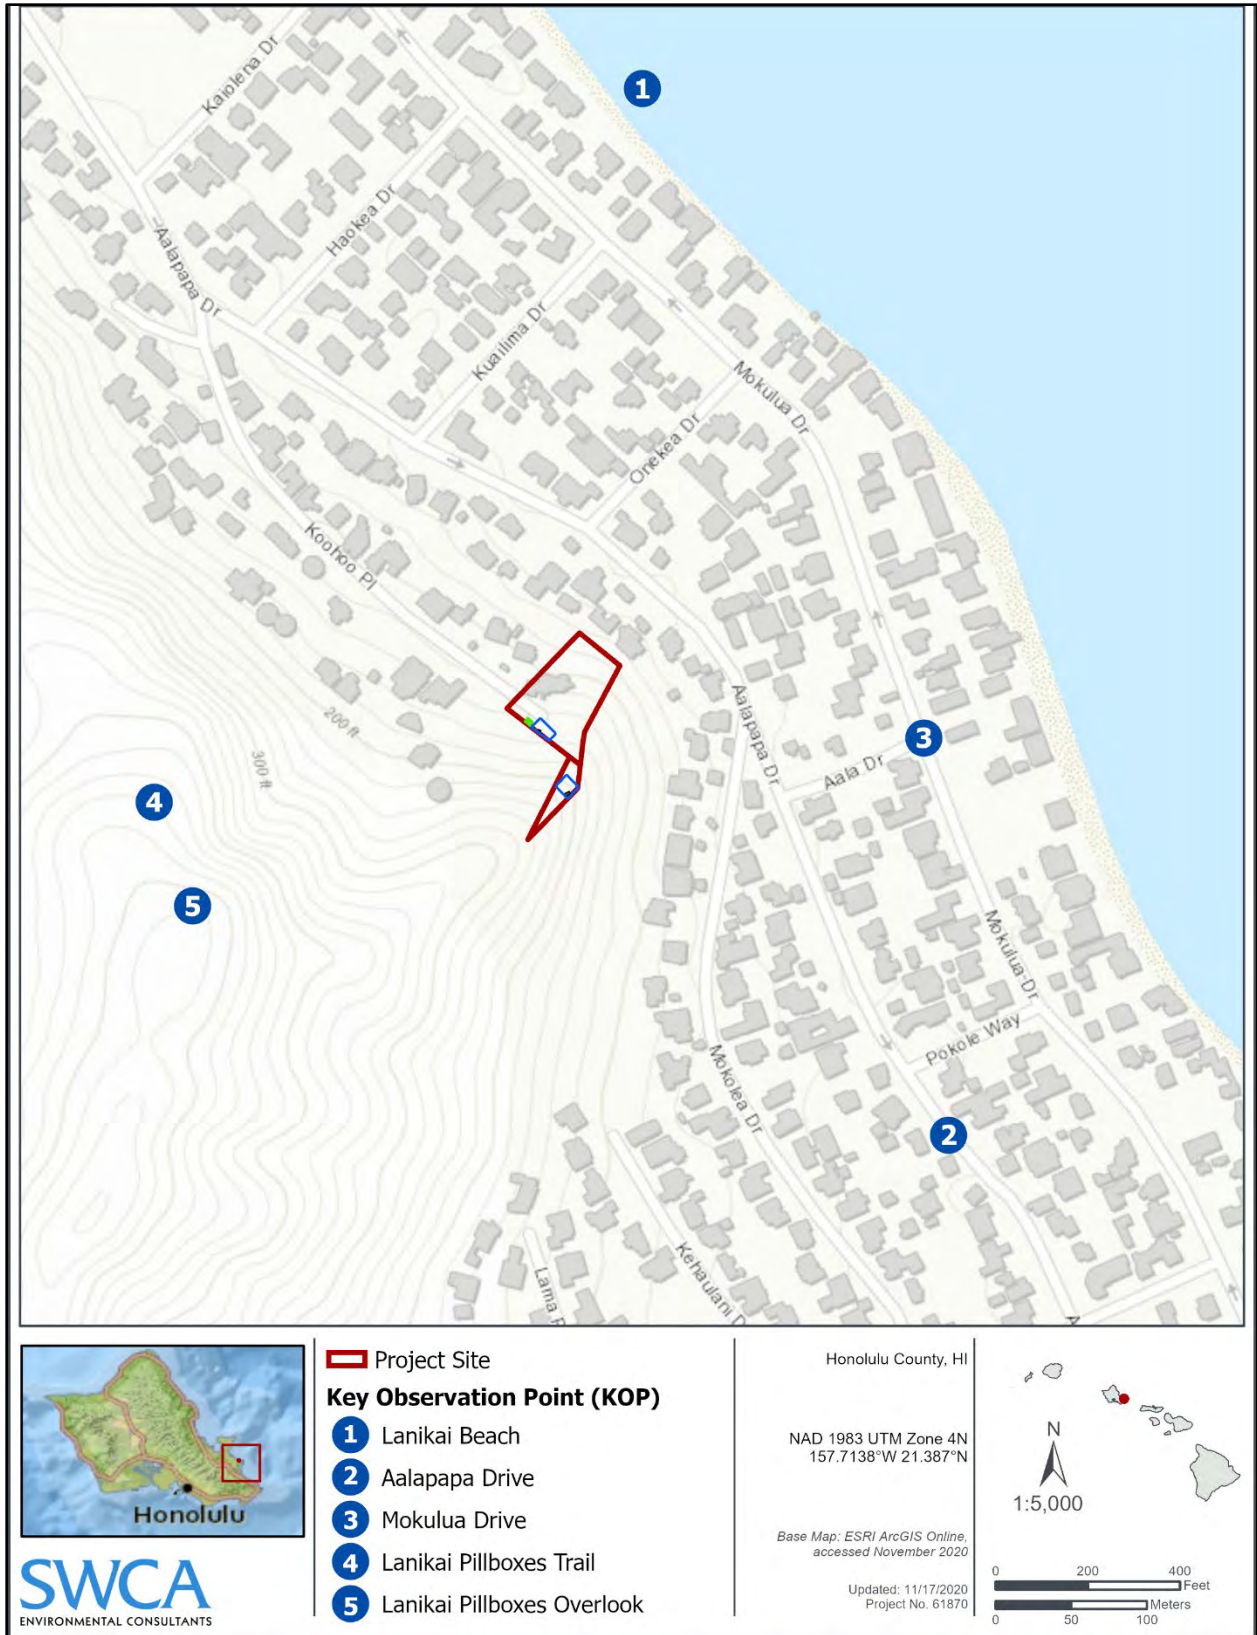 1
Kaiolena Dr
Haokea Dr
Aalapapa Dr
Kuailima Dr
Mokulua Dr
Onekea Dr
Koohoo Pl
200 ft
300 ft
Aalapapa Dr
Aala Dr
3
4
5
Mokulua Dr
Pokole Way
Mokolea Dr
2
Kehaulani D
Lama P
A
Project Site
Key Observation Point (KOP)
1 Lanikai Beach
2 Aalapapa Drive
3 Mokulua Drive
4 Lanikai Pillboxes Trail
5 Lanikai Pillboxes Overlook
Honolulu
SWCA
ENVIRONMENTAL CONSULTANTS
Honolulu County, HI
NAD 1983 UTM Zone 4N
157.7138°W 21.387°N
Base Map: ESRI ArcGIS Online,
accessed November 2020
Updated: 11/17/2020
Project No. 61870
N
1:5,000
0 200 400
Feet
Meters
0 50 100